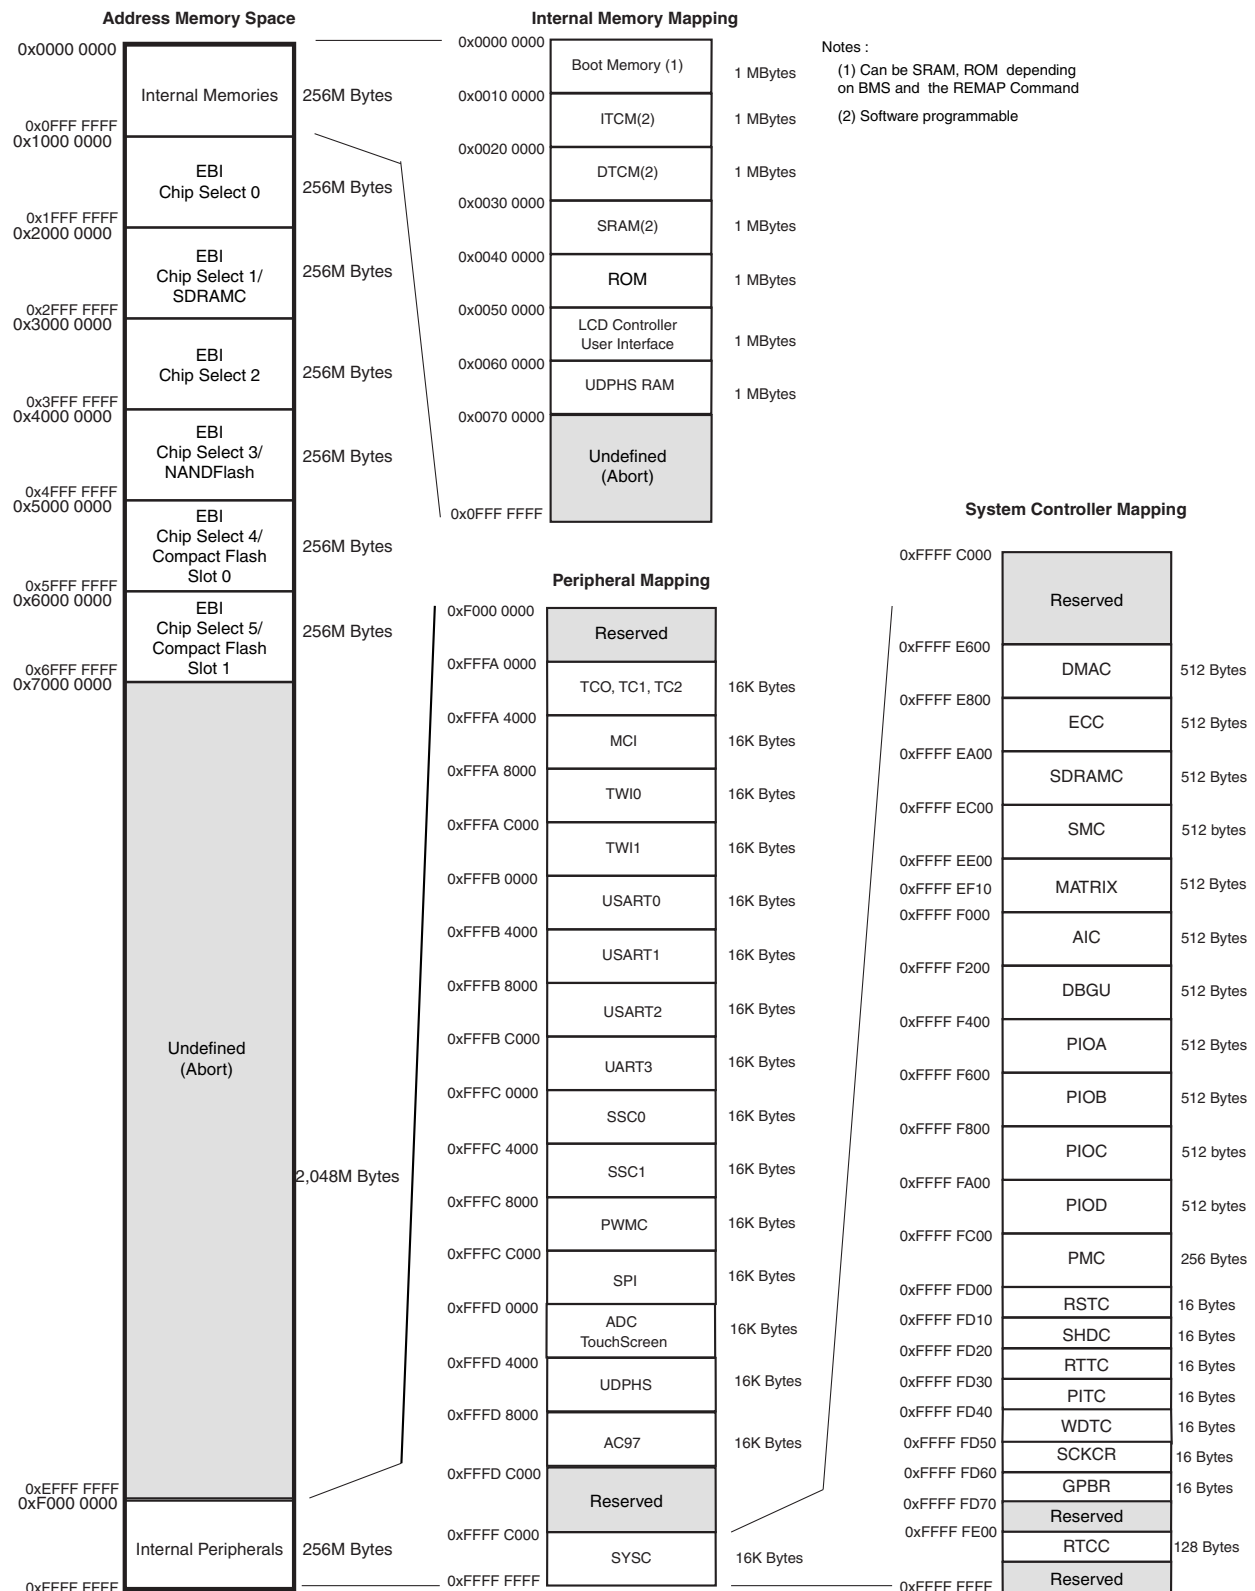 Address Memory Space
0x0000 0000
Internal Memories
256M Bytes
0x0FFF FFFF
0x1000 0000
EBI
Chip Select 0
256M Bytes
0x1FFF FFFF
0x2000 0000
EBI
Chip Select 1/
SDRAMC
256M Bytes
0x2FFF FFFF
0x3000 0000
EBI
Chip Select 2
256M Bytes
0x3FFF FFFF
0x4000 0000
EBI
Chip Select 3/
NANDFlash
256M Bytes
0x4FFF FFFF
0x5000 0000
EBI
Chip Select 4/
Compact Flash
Slot 0
256M Bytes
0x5FFF FFFF
0x6000 0000
EBI
Chip Select 5/
Compact Flash
Slot 1
256M Bytes
0x6FFF FFFF
0x7000 0000
Undefined
(Abort)
2,048M Bytes
0xEFFF FFFF
0xF000 0000
Internal Peripherals
256M Bytes
0xFFFF FFFF
Internal Memory Mapping
0x0000 0000
Boot Memory (1)
1 MBytes
0x0010 0000
ITCM(2)
1 MBytes
0x0020 0000
DTCM(2)
1 MBytes
0x0030 0000
SRAM(2)
1 MBytes
0x0040 0000
ROM
1 MBytes
0x0050 0000
LCD Controller
User Interface
1 MBytes
0x0060 0000
UDPHS RAM
1 MBytes
0x0070 0000
Undefined
(Abort)
0x0FFF FFFF
Notes :
(1) Can be SRAM, ROM depending
on BMS and the REMAP Command
(2) Software programmable
Peripheral Mapping
0xF000 0000
Reserved
0xFFFA 0000
TCO, TC1, TC2
16K Bytes
0xFFFA 4000
MCI
16K Bytes
0xFFFA 8000
TWI0
16K Bytes
0xFFFA C000
TWI1
16K Bytes
0xFFFB 0000
USART0
16K Bytes
0xFFFB 4000
USART1
16K Bytes
0xFFFB 8000
USART2
16K Bytes
0xFFFB C000
UART3
16K Bytes
0xFFFC 0000
SSC0
16K Bytes
0xFFFC 4000
SSC1
16K Bytes
0xFFFC 8000
PWMC
16K Bytes
0xFFFC C000
SPI
16K Bytes
0xFFFD 0000
ADC
TouchScreen
16K Bytes
0xFFFD 4000
UDPHS
16K Bytes
0xFFFD 8000
AC97
16K Bytes
0xFFFD C000
Reserved
0xFFFF C000
SYSC
16K Bytes
0xFFFF FFFF
System Controller Mapping
0xFFFF C000
Reserved
0xFFFF E600
DMAC
512 Bytes
0xFFFF E800
ECC
512 Bytes
0xFFFF EA00
SDRAMC
512 Bytes
0xFFFF EC00
SMC
512 bytes
0xFFFF EE00
0xFFFF EF10
MATRIX
512 Bytes
0xFFFF F000
AIC
512 Bytes
0xFFFF F200
DBGU
512 Bytes
0xFFFF F400
PIOA
512 Bytes
0xFFFF F600
PIOB
512 Bytes
0xFFFF F800
PIOC
512 bytes
0xFFFF FA00
PIOD
512 bytes
0xFFFF FC00
PMC
256 Bytes
0xFFFF FD00
RSTC
16 Bytes
0xFFFF FD10
SHDC
16 Bytes
0xFFFF FD20
RTTC
16 Bytes
0xFFFF FD30
PITC
16 Bytes
0xFFFF FD40
WDTC
16 Bytes
0xFFFF FD50
SCKCR
16 Bytes
0xFFFF FD60
GPBR
16 Bytes
0xFFFF FD70
Reserved
0xFFFF FE00
RTCC
128 Bytes
Reserved
0xFFFF FFFF